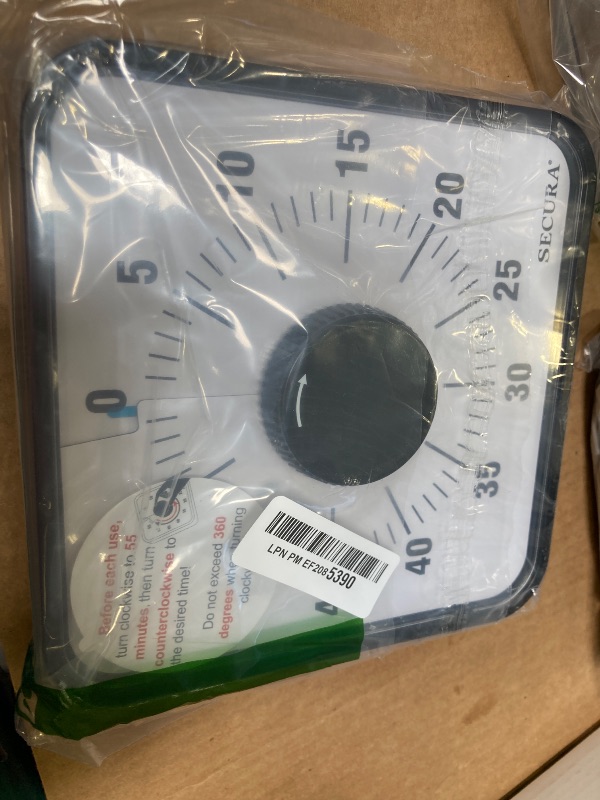 0
5
10
15
20
25
30
35
40
SECURA®
LPN PM EF2085390
Before each use,
turn clockwise to 55
minutes, then turn
counterclockwise to
the desired time!
Do not exceed 360
degrees when turning